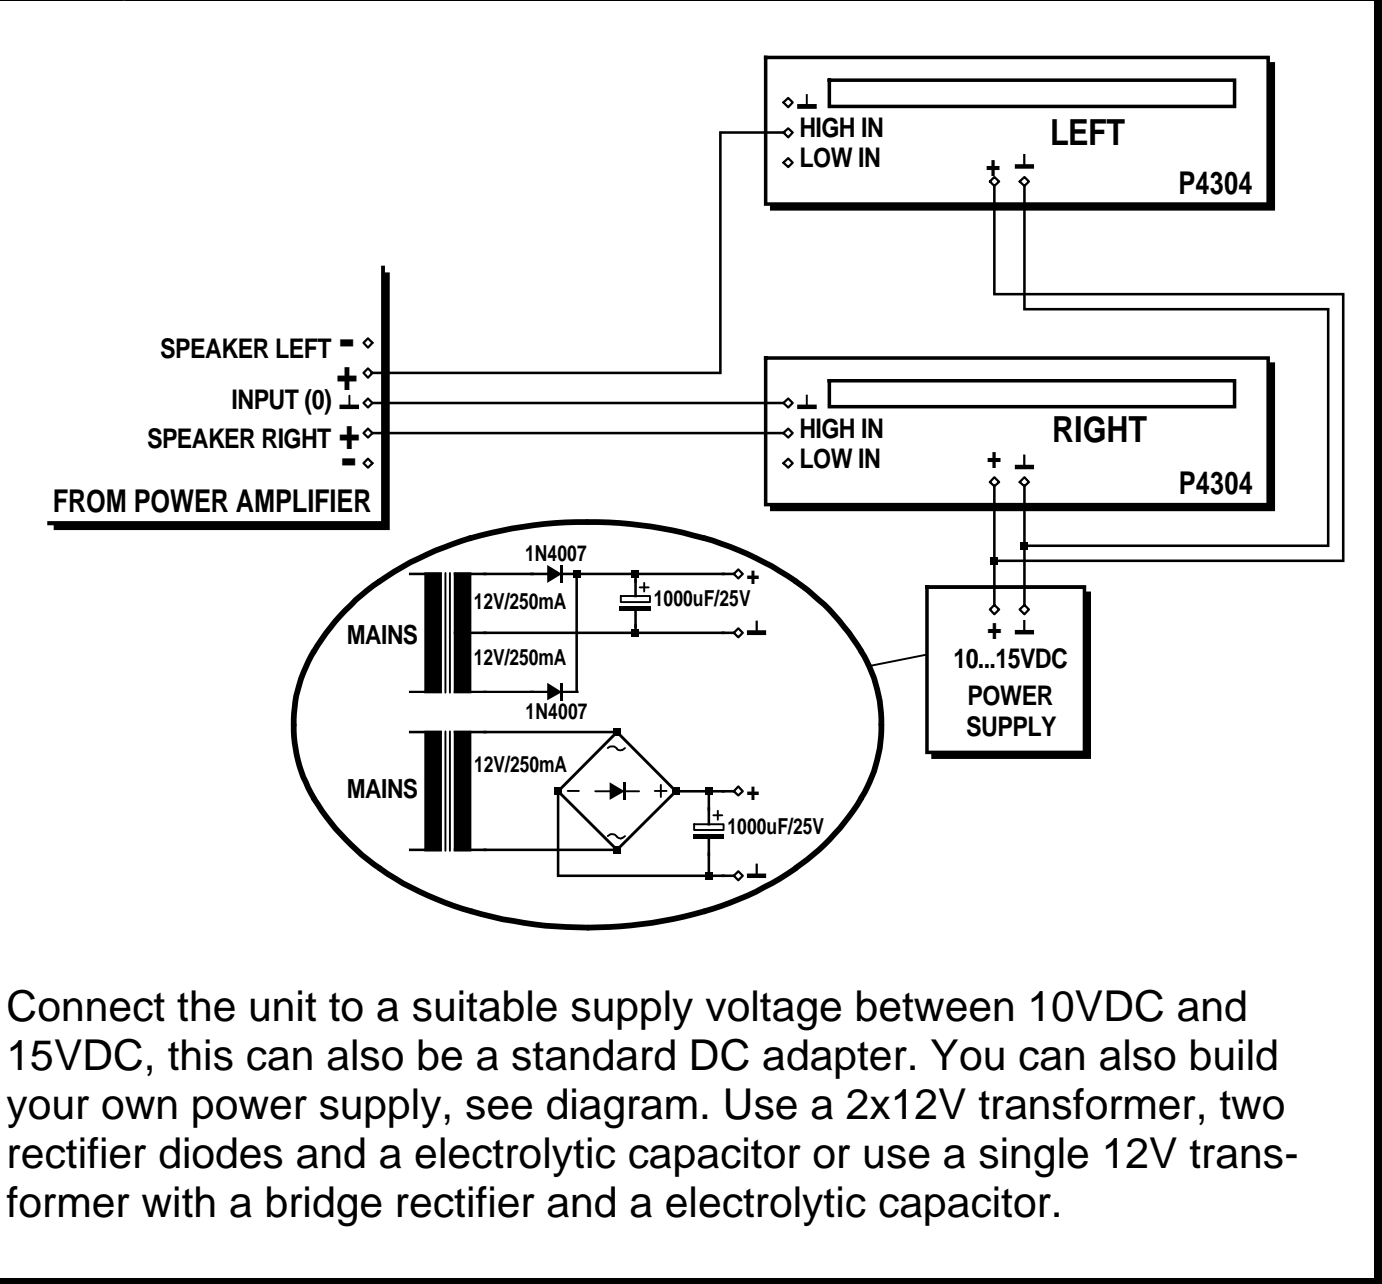 HIGH IN
LOW IN
LEFT
+
P4304
SPEAKER LEFT -
+
INPUT (0)
SPEAKER RIGHT +
-
FROM POWER AMPLIFIER
HIGH IN
LOW IN
RIGHT
+
P4304
1N4007
12V/250mA
+
1000uF/25V
+
MAINS
12V/250mA
1N4007
12V/250mA
MAINS
~
- +
~
+
+
1000uF/25V
+
10...15VDC
POWER
SUPPLY
Connect the unit to a suitable supply voltage between 10VDC and
15VDC, this can also be a standard DC adapter. You can also build
your own power supply, see diagram. Use a 2x12V transformer, two
rectifier diodes and a electrolytic capacitor or use a single 12V trans-
former with a bridge rectifier and a electrolytic capacitor.